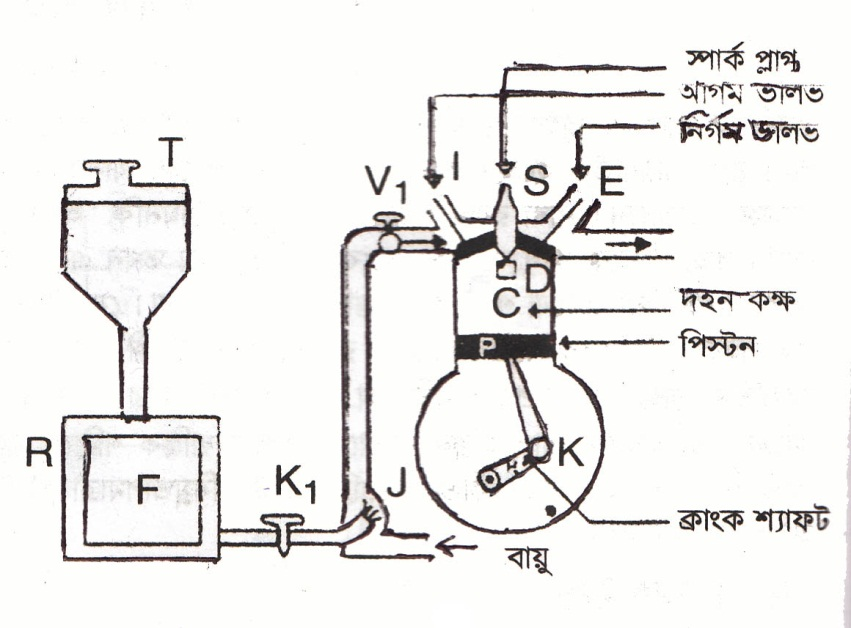 স্পার্ক প্লাগ
আগম ভালভ
নির্গম ভালভ
T
V1
I
S
E
D
C
দহন কক্ষ
P
পিস্টন
R
F
K1
J
K
ক্রাংক শ্যাফট
বায়ু